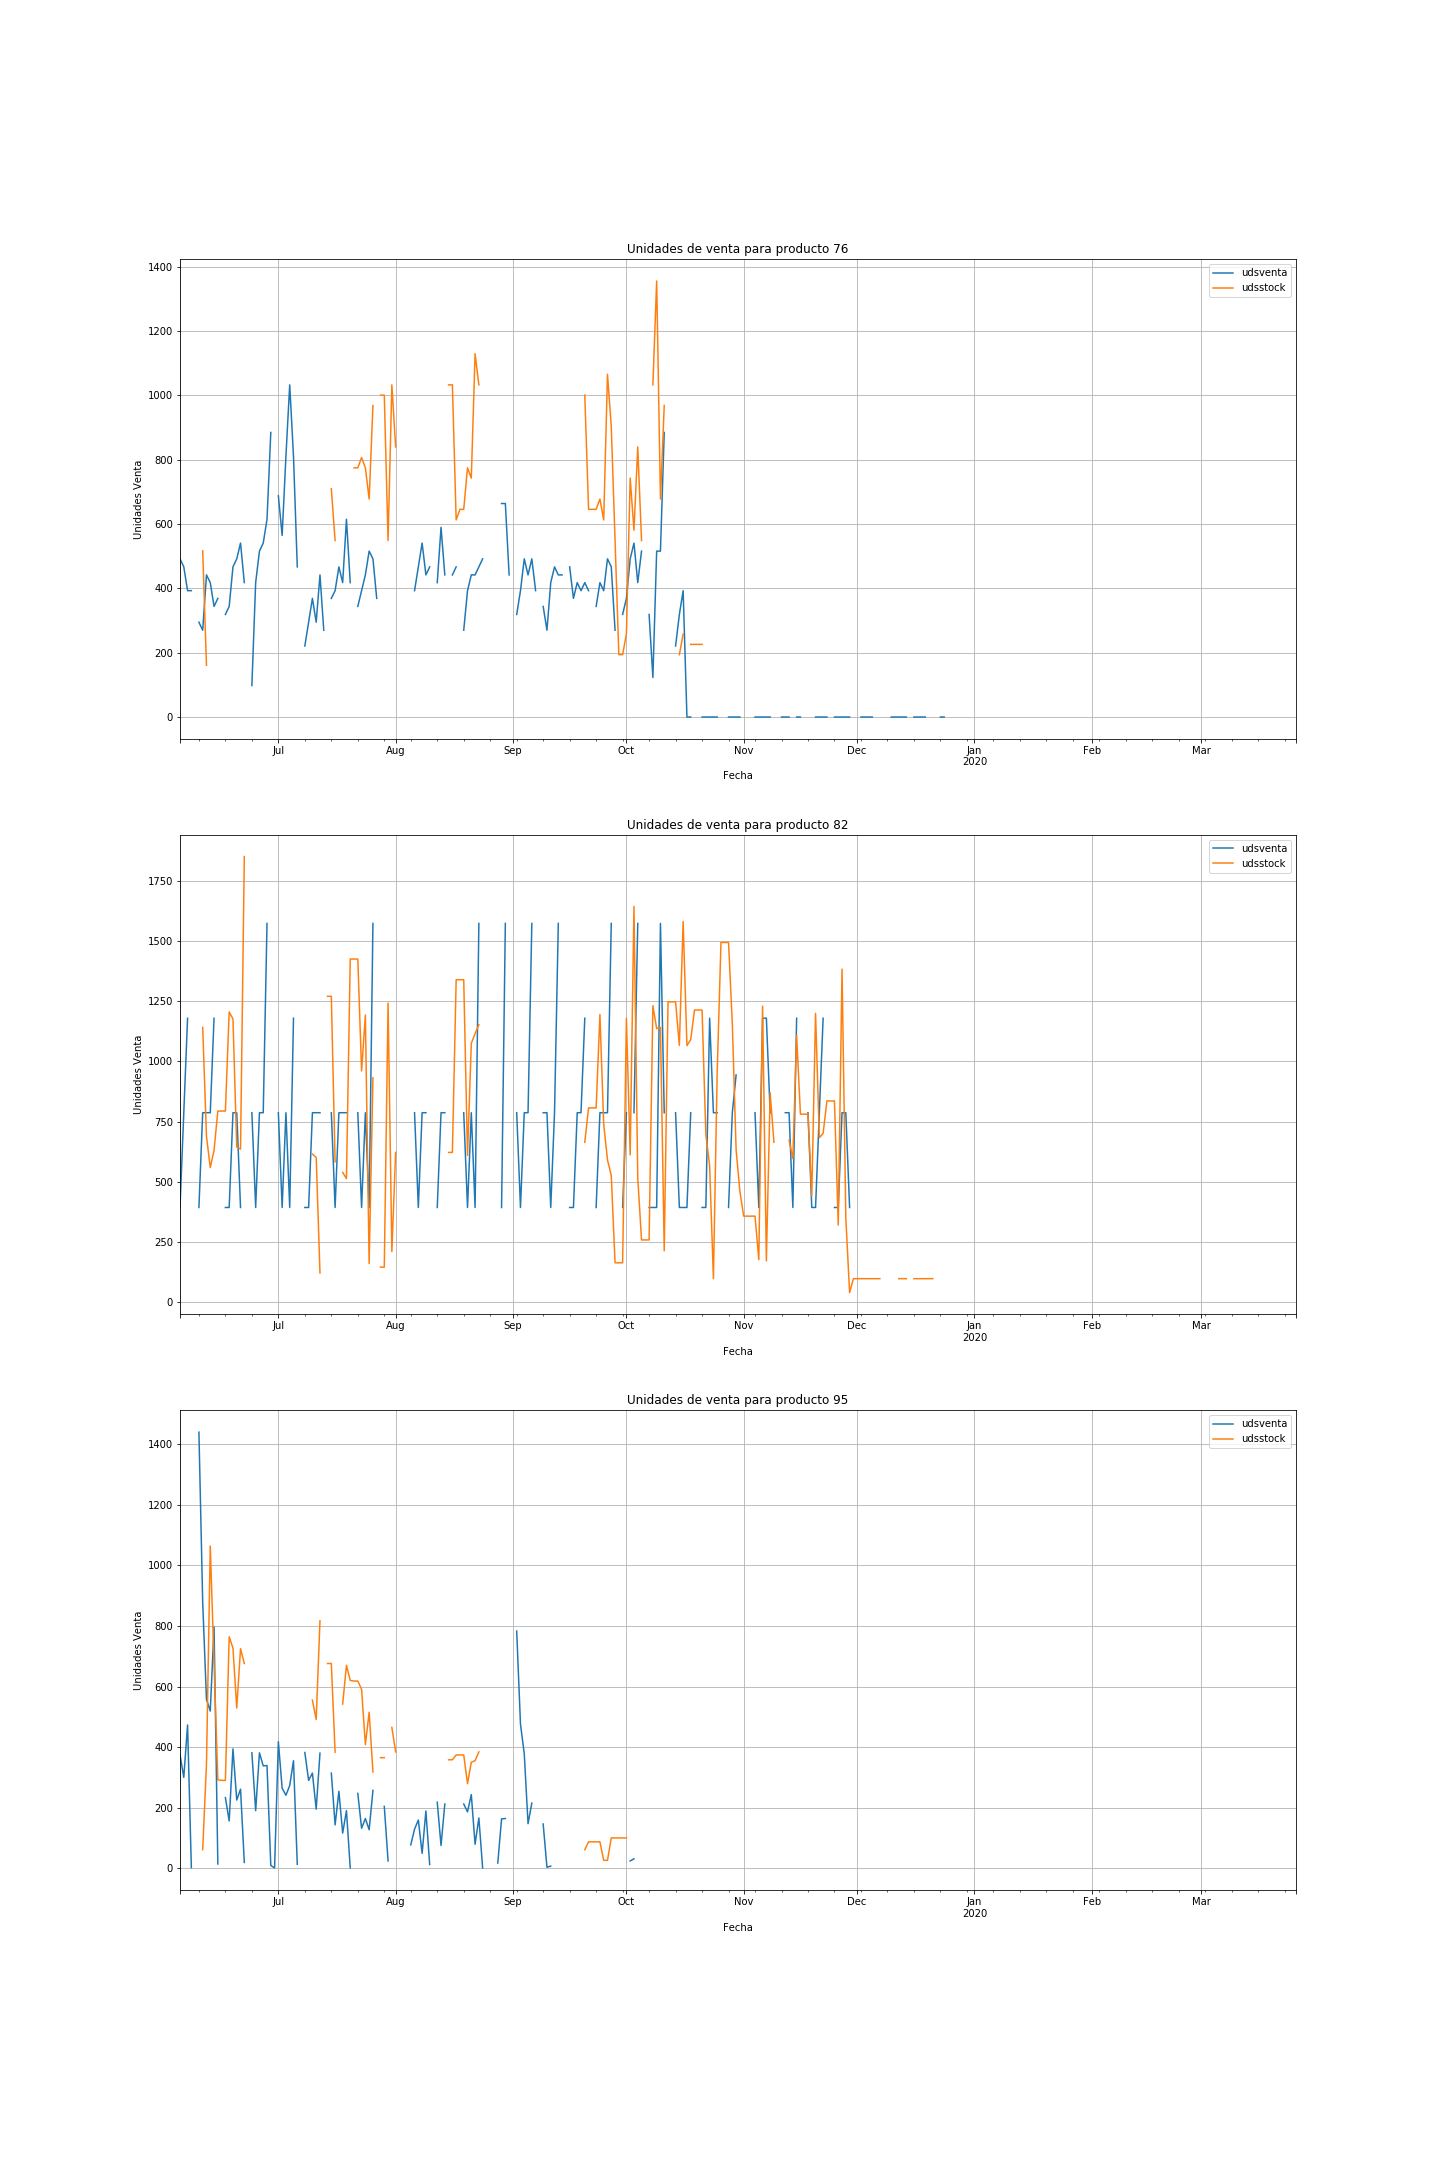 Unidades de venta para producto 76
1400
1200
1000
800
600
400
200
0
Unidades Venta
udsventa
udsstock
Jul Aug Sep Oct Nov Dec Jan Feb Mar
2020
Fecha
Unidades de venta para producto 82
1750
1500
1250
1000
750
500
250
0
Unidades Venta
udsventa
udsstock
Jul Aug Sep Oct Nov Dec Jan Feb Mar
2020
Fecha
Unidades de venta para producto 95
1400
1200
1000
800
600
400
200
0
Unidades Venta
udsventa
udsstock
Jul Aug Sep Oct Nov Dec Jan Feb Mar
2020
Fecha